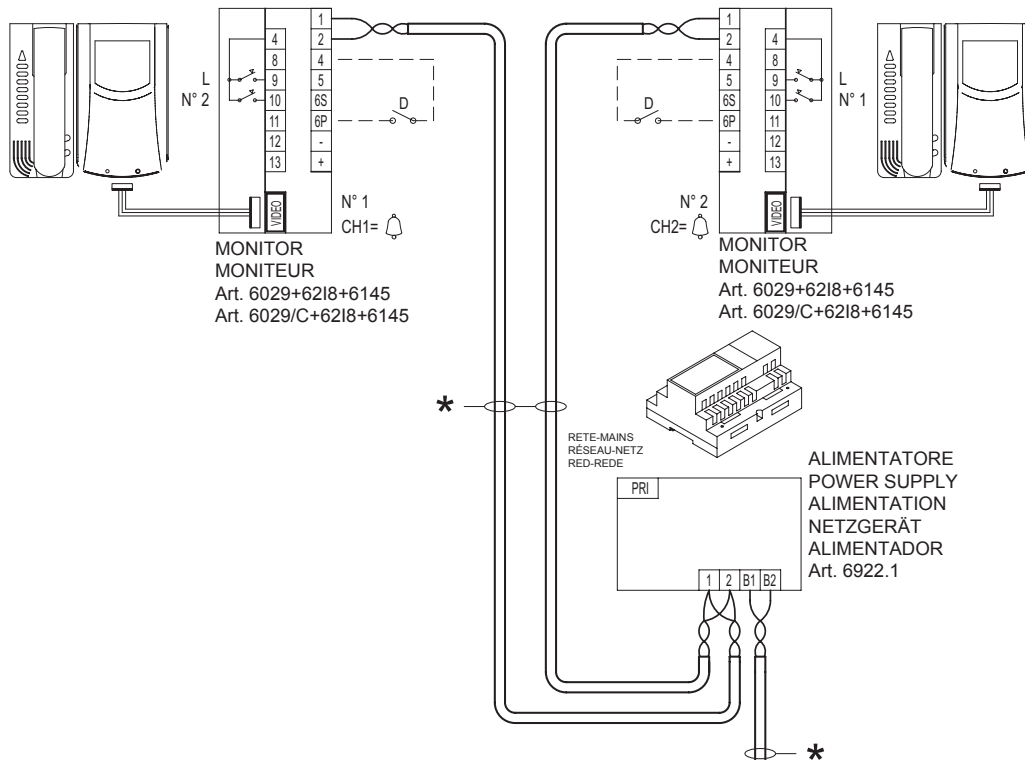 1
2
4
5
6S
6P
-
+
4
8
9
10
11
12
13
L
N° 2
D
VIDEO
N° 1
CH1=
MONITOR
MONITEUR
Art. 6029+62I8+6145
Art. 6029/C+62I8+6145
1
2
4
5
6S
6P
-
+
4
8
9
10
11
12
13
L
N° 1
D
VIDEO
N° 2
CH2=
MONITOR
MONITEUR
Art. 6029+62I8+6145
Art. 6029/C+62I8+6145
*
RETE-MAINS
RÉSEAU-NETZ
RED-REDE
PRI
1 2 B1 B2
ALIMENTATORE
POWER SUPPLY
ALIMENTATION
NETZGERÄT
ALIMENTADOR
Art. 6922.1
*